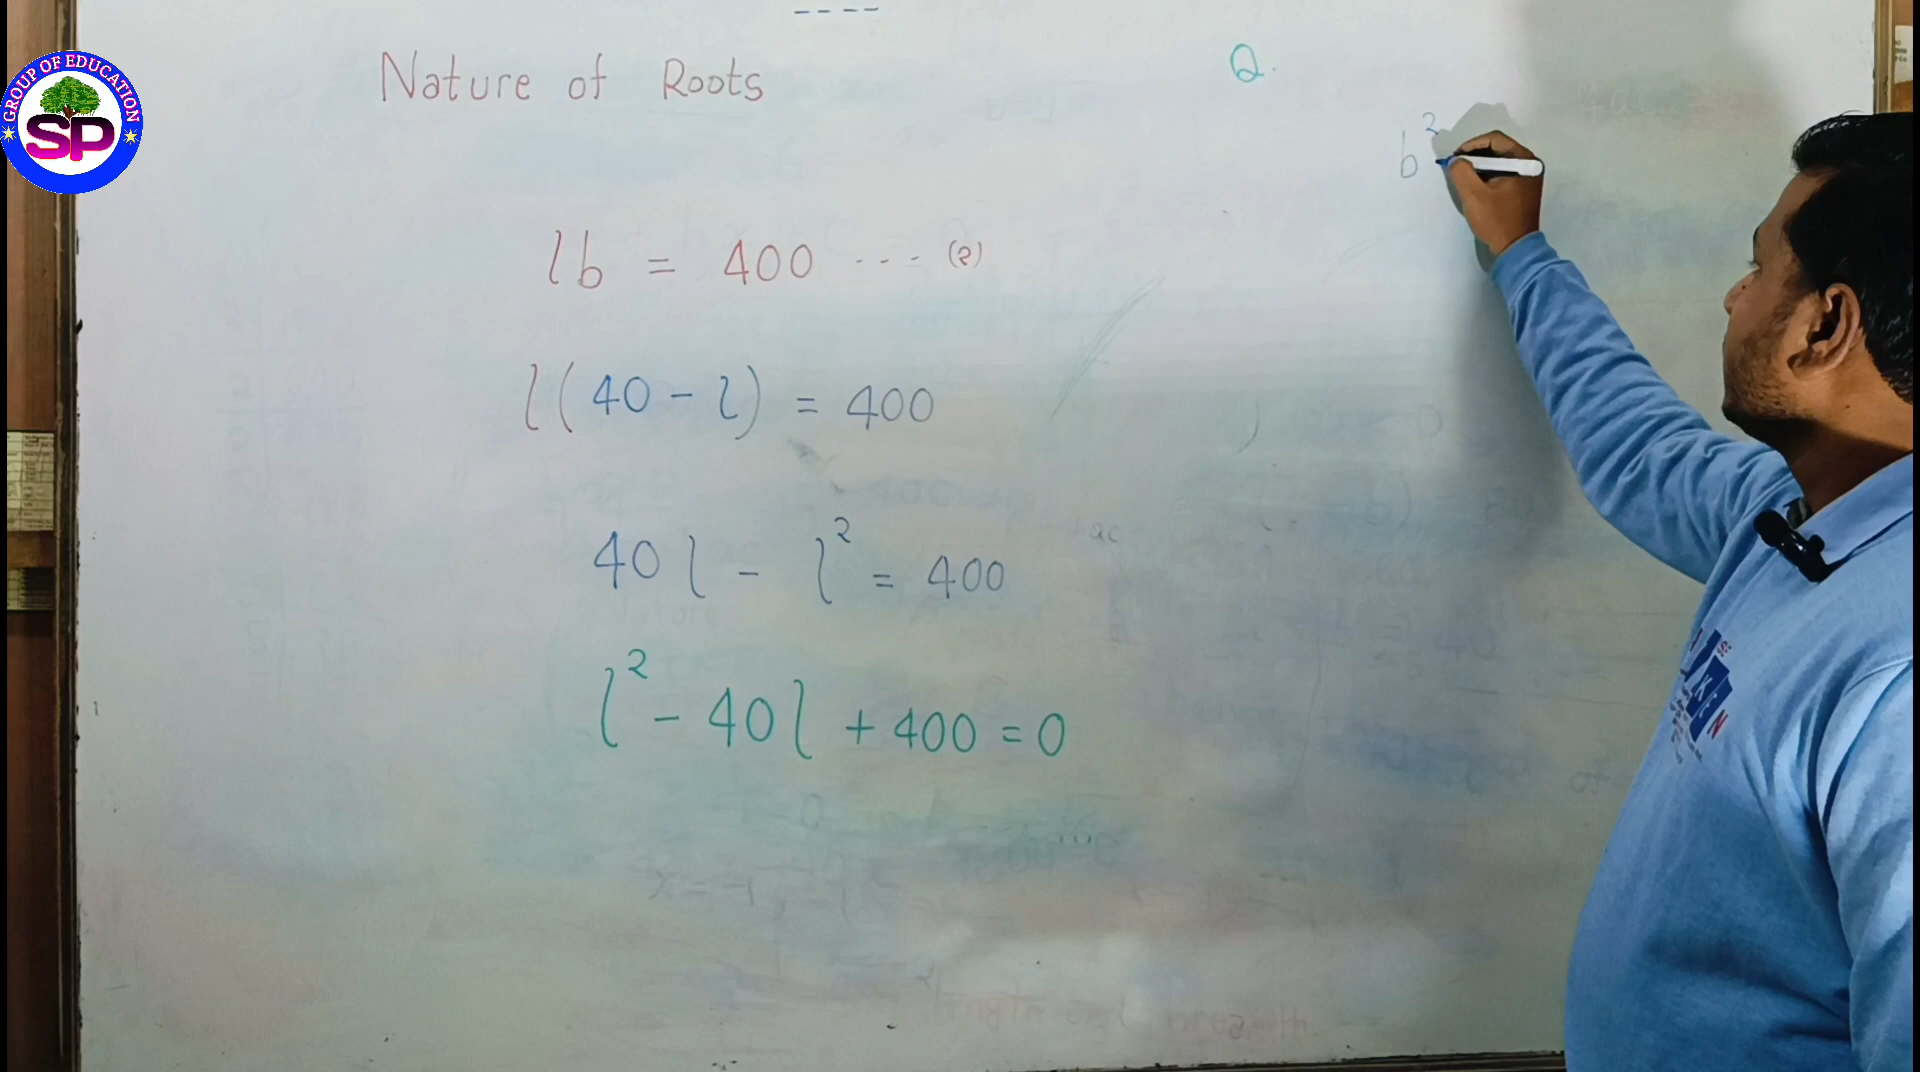 GROUP OF EDUCATION
SP
Nature of Roots
lb = 400 --- (2)
l(40 - l) = 400
40l - l² = 400
l² - 40l + 400 = 0
Q.
b²